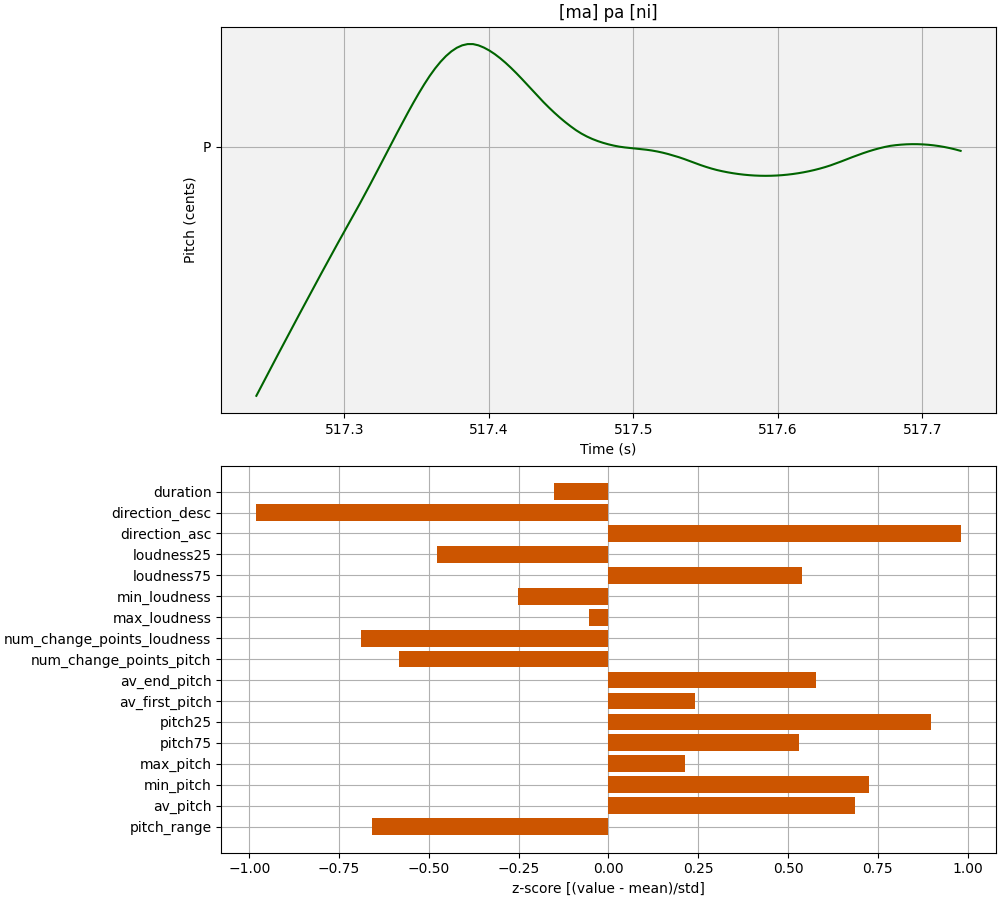 [ma] pa [ni]
P
Pitch (cents)
517.3 517.4 517.5 517.6 517.7
Time (s)
duration
direction_desc
direction_asc
loudness25
loudness75
min_loudness
max_loudness
num_change_points_loudness
num_change_points_pitch
av_end_pitch
av_first_pitch
pitch25
pitch75
max_pitch
min_pitch
av_pitch
pitch_range
−1.00 −0.75 −0.50 −0.25 0.00 0.25 0.50 0.75 1.00
z-score [(value - mean)/std]